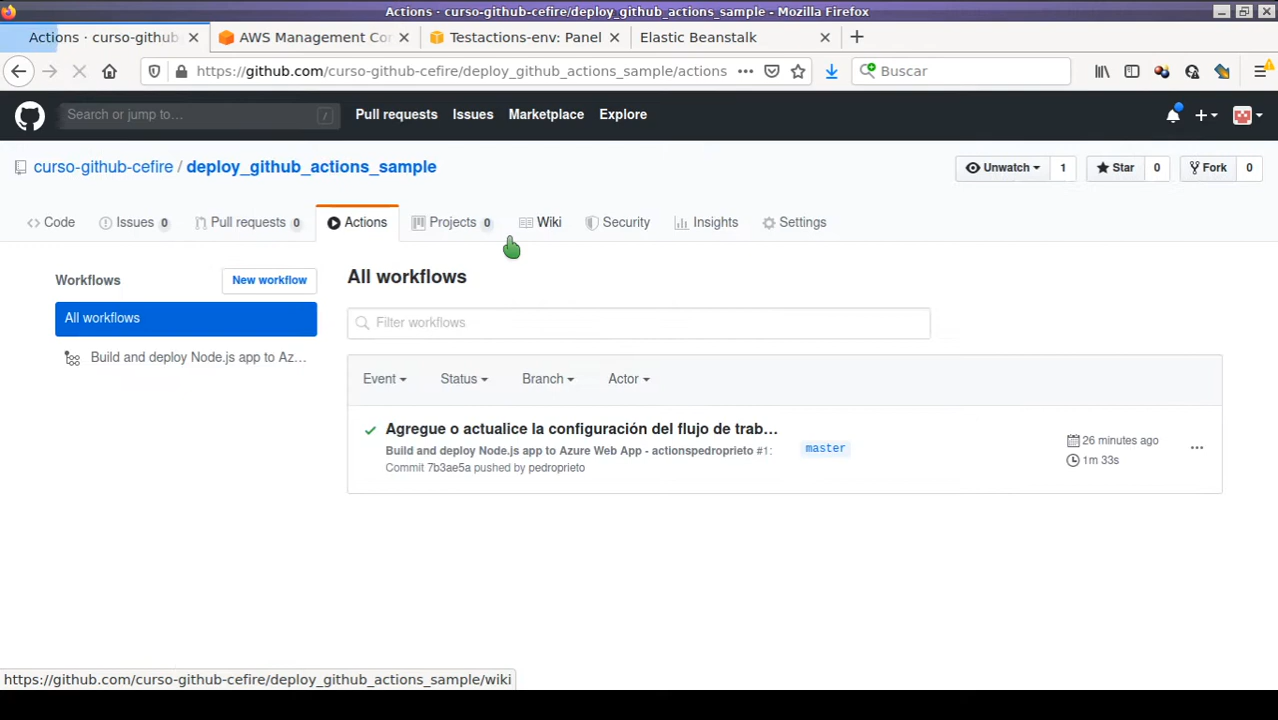 Actions · curso-github-cefire/deploy_github_actions_sample - Mozilla Firefox
Actions · curso-github AWS Management Con Testactions-env: Panel Elastic Beanstalk
https://github.com/curso-github-cefire/deploy_github_actions_sample/actions Buscar
Search or jump to... / Pull requests Issues Marketplace Explore
curso-github-cefire / deploy_github_actions_sample Unwatch 1 Star 0 Fork 0
Code Issues 0 Pull requests 0 Actions Projects 0 Wiki Security Insights Settings
Workflows New workflow All workflows
All workflows Filter workflows
Build and deploy Node.js app to Az...
Event Status Branch Actor
Agregue o actualice la configuración del flujo de trab...
Build and deploy Node.js app to Azure Web App - actionspedroprieto #1: master 26 minutes ago
Commit 7b3ae5a pushed by pedroprieto 1m 33s
https://github.com/curso-github-cefire/deploy_github_actions_sample/wiki